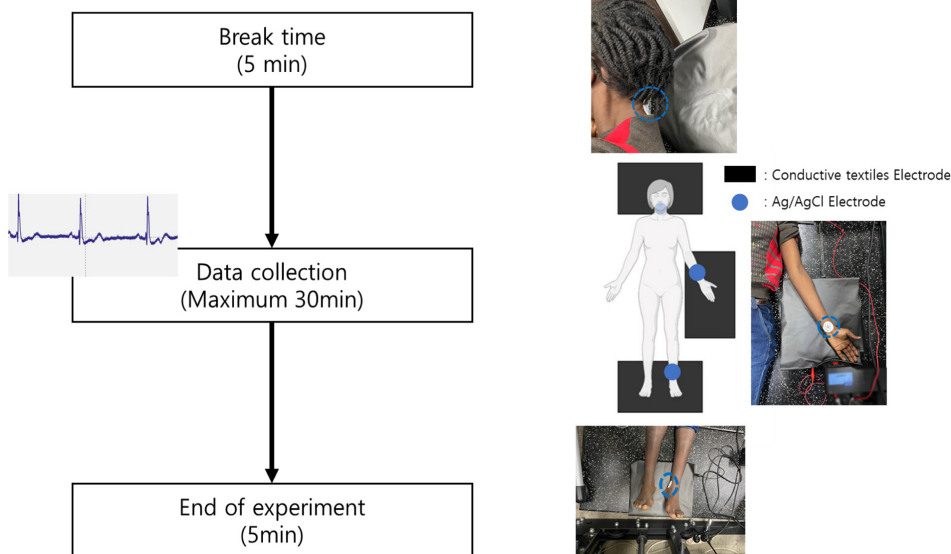 Break time
(5 min)
: Conductive textiles Electrode
: Ag/AgCl Electrode
Data collection
(Maximum 30min)
End of experiment
(5min)